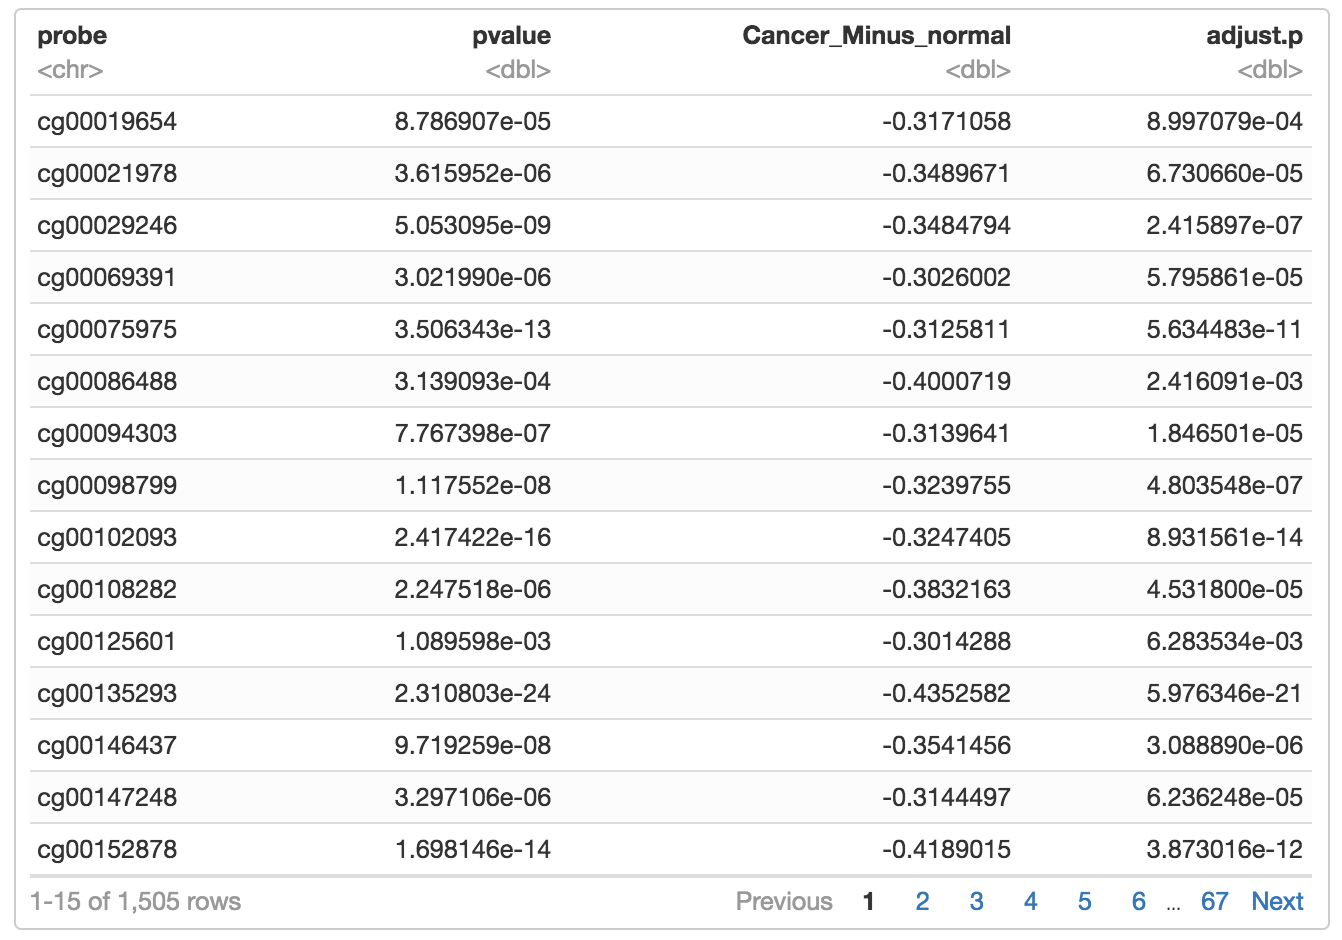 probe pvalue Cancer_Minus_normal adjust.p
<chr> <dbl> <dbl> <dbl>
cg00019654 8.786907e-05 -0.3171058 8.997079e-04
cg00021978 3.615952e-06 -0.3489671 6.730660e-05
cg00029246 5.053095e-09 -0.3484794 2.415897e-07
cg00069391 3.021990e-06 -0.3026002 5.795861e-05
cg00075975 3.506343e-13 -0.3125811 5.634483e-11
cg00086488 3.139093e-04 -0.4000719 2.416091e-03
cg00094303 7.767398e-07 -0.3139641 1.846501e-05
cg00098799 1.117552e-08 -0.3239755 4.803548e-07
cg00102093 2.417422e-16 -0.3247405 8.931561e-14
cg00108282 2.247518e-06 -0.3832163 4.531800e-05
cg00125601 1.089598e-03 -0.3014288 6.283534e-03
cg00135293 2.310803e-24 -0.4352582 5.976346e-21
cg00146437 9.719259e-08 -0.3541456 3.088890e-06
cg00147248 3.297106e-06 -0.3144497 6.236248e-05
cg00152878 1.698146e-14 -0.4189015 3.873016e-12
1-15 of 1,505 rows Previous 1 2 3 4 5 6 ... 67 Next